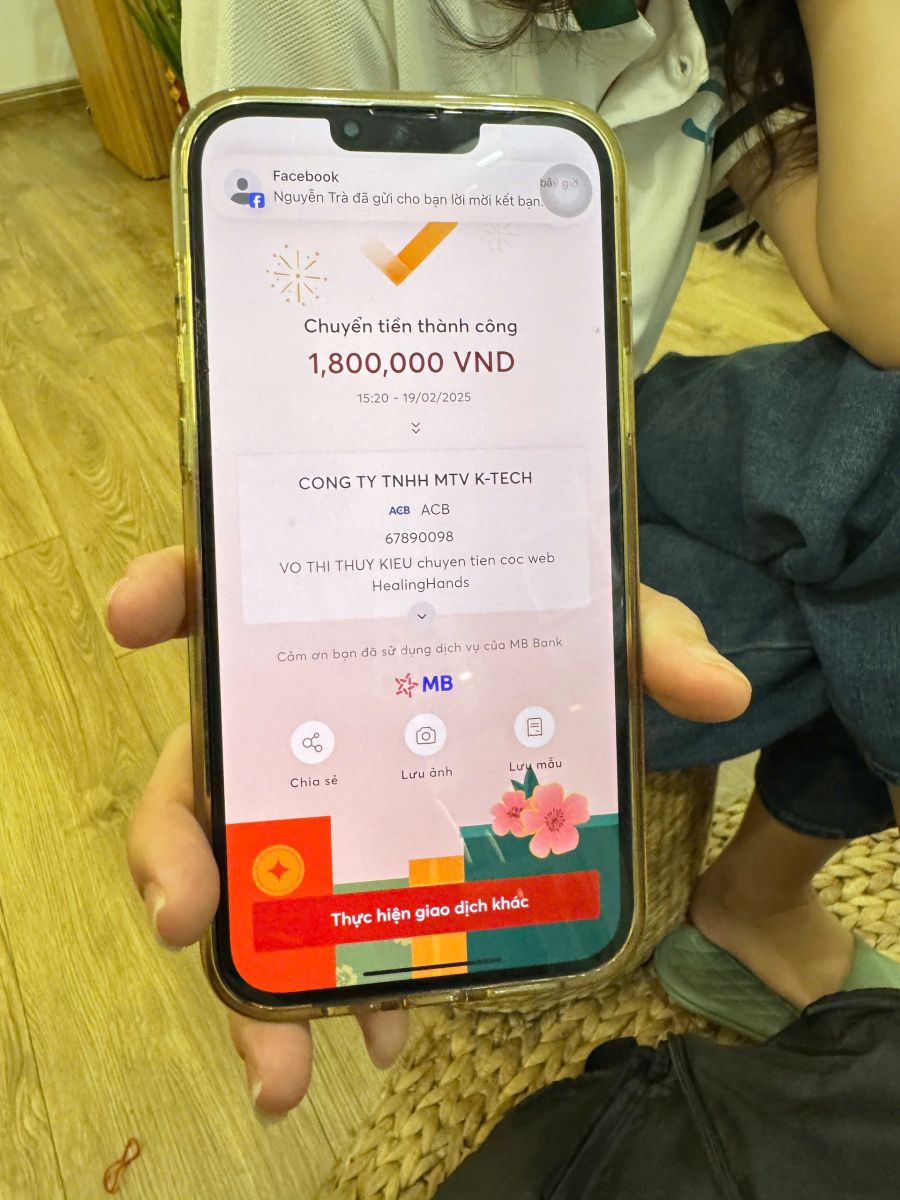 Facebook
bây giờ
Nguyễn Trà đã gửi cho bạn lời mời kết bạn.
Chuyển tiền thành công
1,800,000 VND
15:20 - 19/02/2025
CONG TY TNHH MTV K-TECH
ACB ACB
67890098
VO THI THUY KIEU chuyen tien coc web
HealingHands
Cảm ơn bạn đã sử dụng dịch vụ của MB Bank
MB
Chia sẻ
Lưu ảnh
Lưu mẫu
Thực hiện giao dịch khác